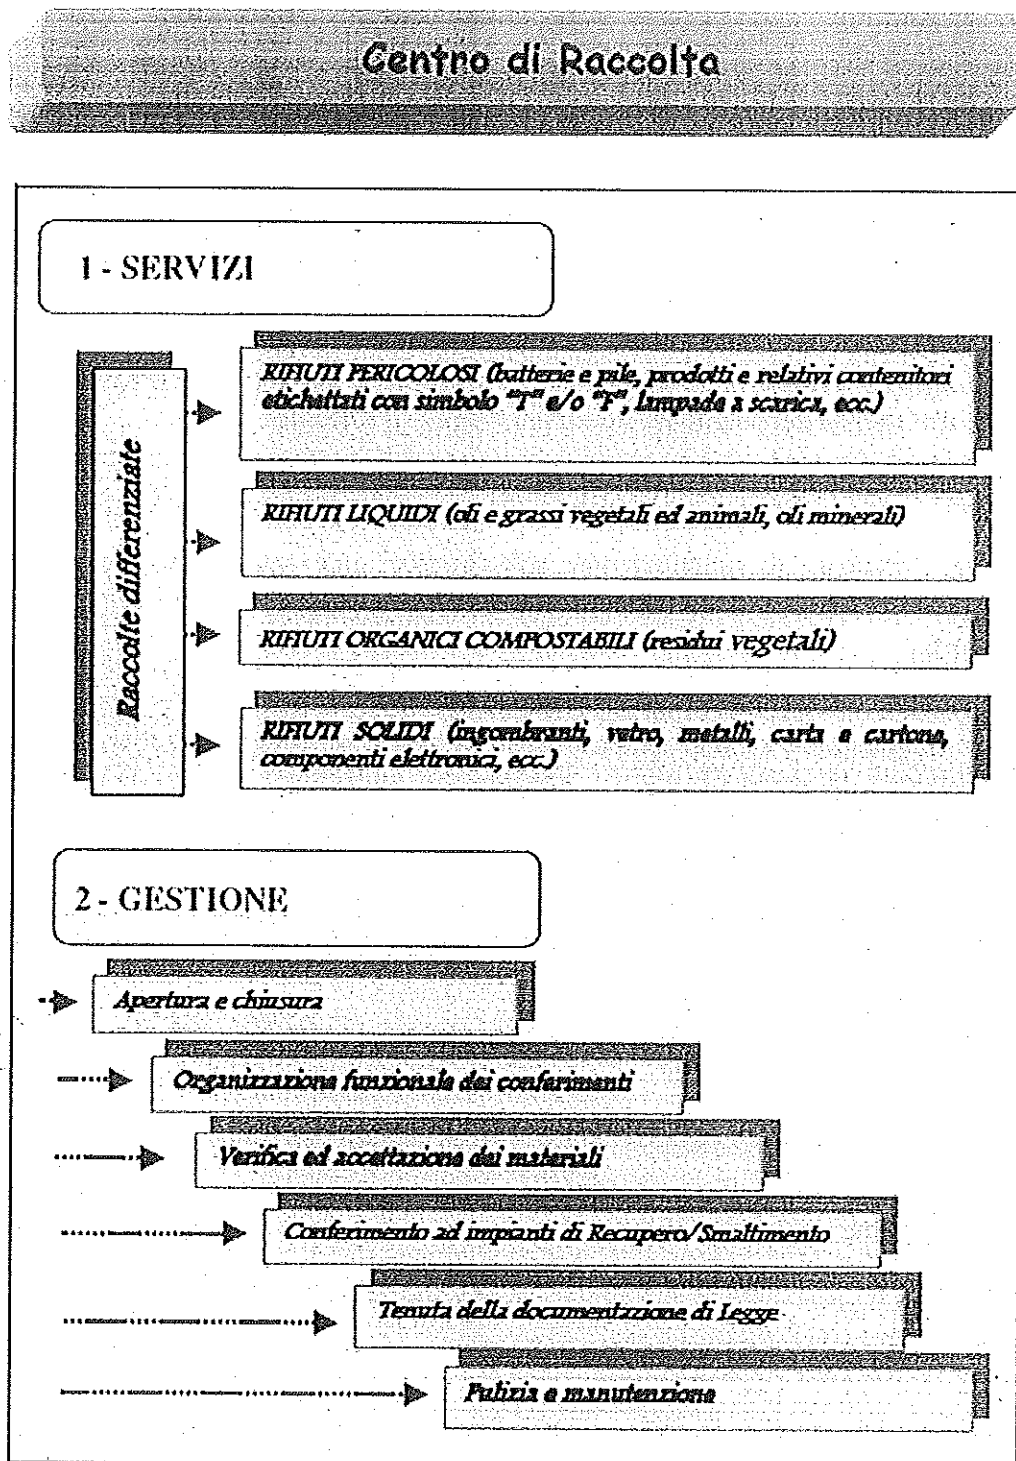 Centro di Raccolta
1 - SERVIZI
Raccolte differenziate
RIFIUTI PERICOLOSI (batterie e pile, prodotti e relativi contenitori
etichettati con simbolo "T" e/o "F", lampade a scarica, ecc.)
RIFIUTI LIQUIDI (oli e grassi vegetali ed animali, oli minerali)
RIFIUTI ORGANICI COMPOSTABILI (residui vegetali)
RIFIUTI SOLIDI (ingombranti, vetro, metalli, carta e cartone,
componenti elettronici, ecc.)
2 - GESTIONE
Apertura e chiusura
Organizzazione funzionale dei conferimenti
Verifica ed accettazione dei materiali
Conferimento ad impianti di Recupero/Smaltimento
Tenuta della documentazione di Legge
Pulizia e manutenzione